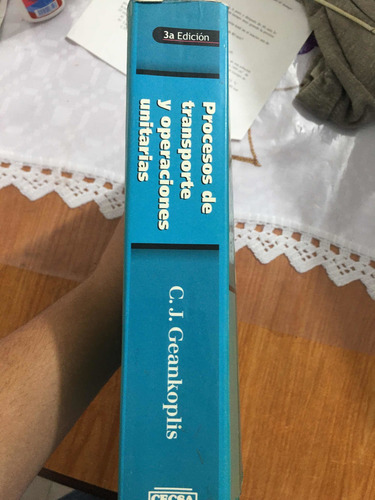 3a Edición
Procesos de
transporte
y operaciones
unitarias
C. J. Geankoplis
CECSA